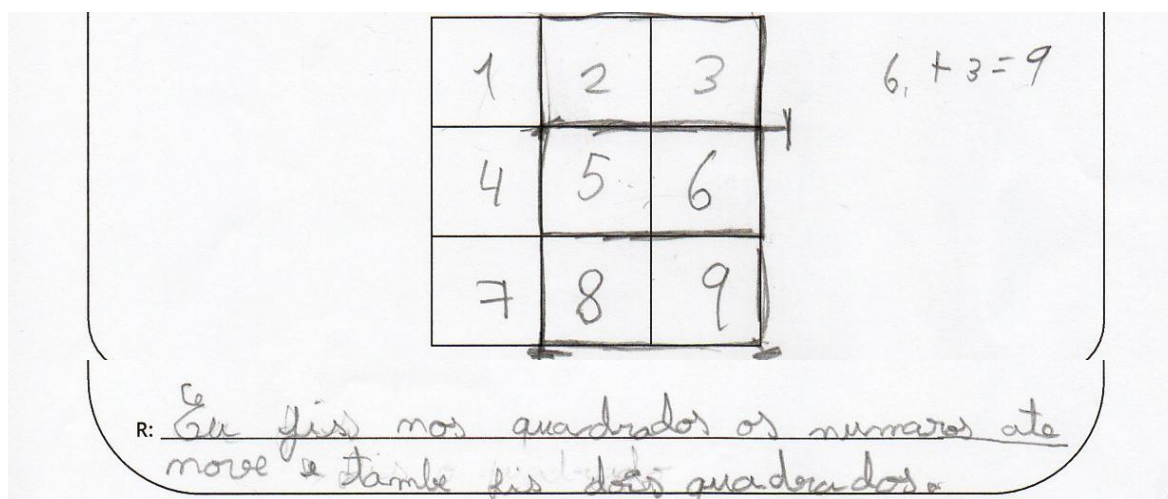 1 2 3
6 + 3 = 9
4 5 6
7 8 9
R: Eu fis nos quadrados os numaros ate
nove e tambe fis dois quadrados.